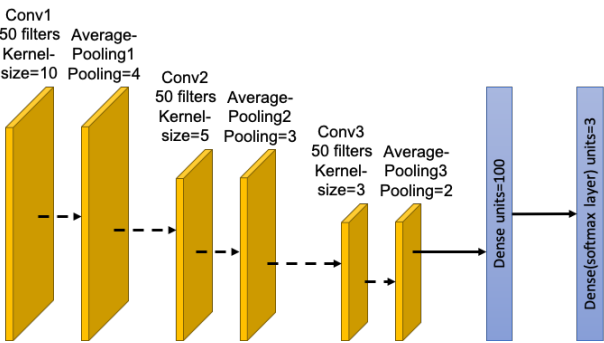 Conv1
50 filters
Kernel-
size=10
Average-
Pooling1
Pooling=4
Conv2
50 filters
Kernel-
size=5
Average-
Pooling2
Pooling=3
Conv3
50 filters
Kernel-
size=3
Average-
Pooling3
Pooling=2
Dense units=100
Dense(softmax layer) units=3